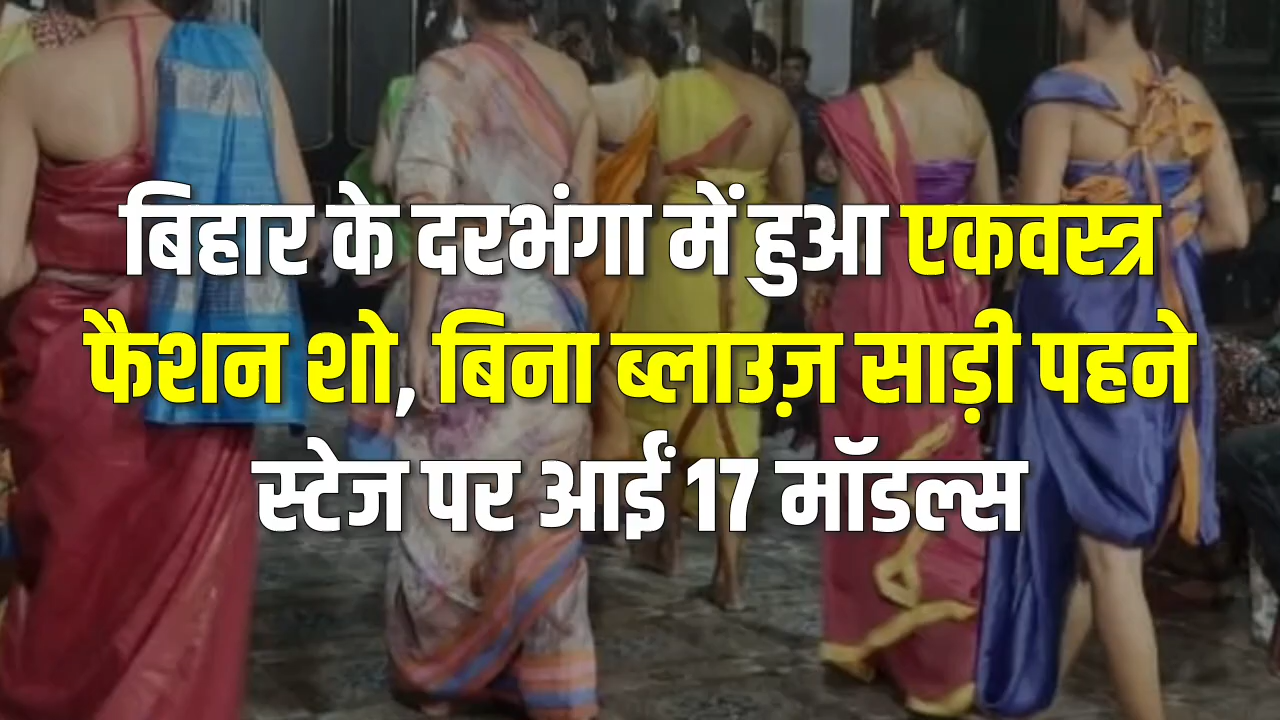 बिहार के दरभंगा में हुआ एकवस्त्र
फैशन शो, बिना ब्लाउज़ साड़ी पहने
स्टेज पर आईं 17 मॉडल्स